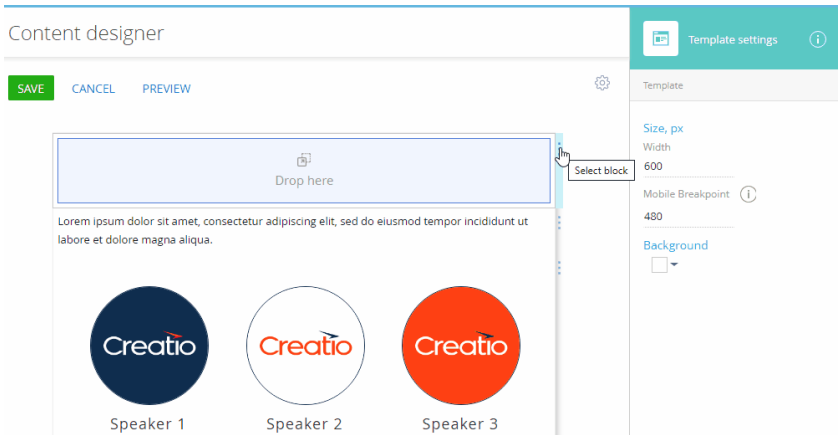 Content designer
SAVE CANCEL PREVIEW
Drop here
Select block
Lorem ipsum dolor sit amet, consectetur adipiscing elit, sed do eiusmod tempor incididunt ut
labore et dolore magna aliqua.
Creatio Creatio Creatio
Speaker 1 Speaker 2 Speaker 3
Template settings
Template
Size, px
Width
600
Mobile Breakpoint
480
Background